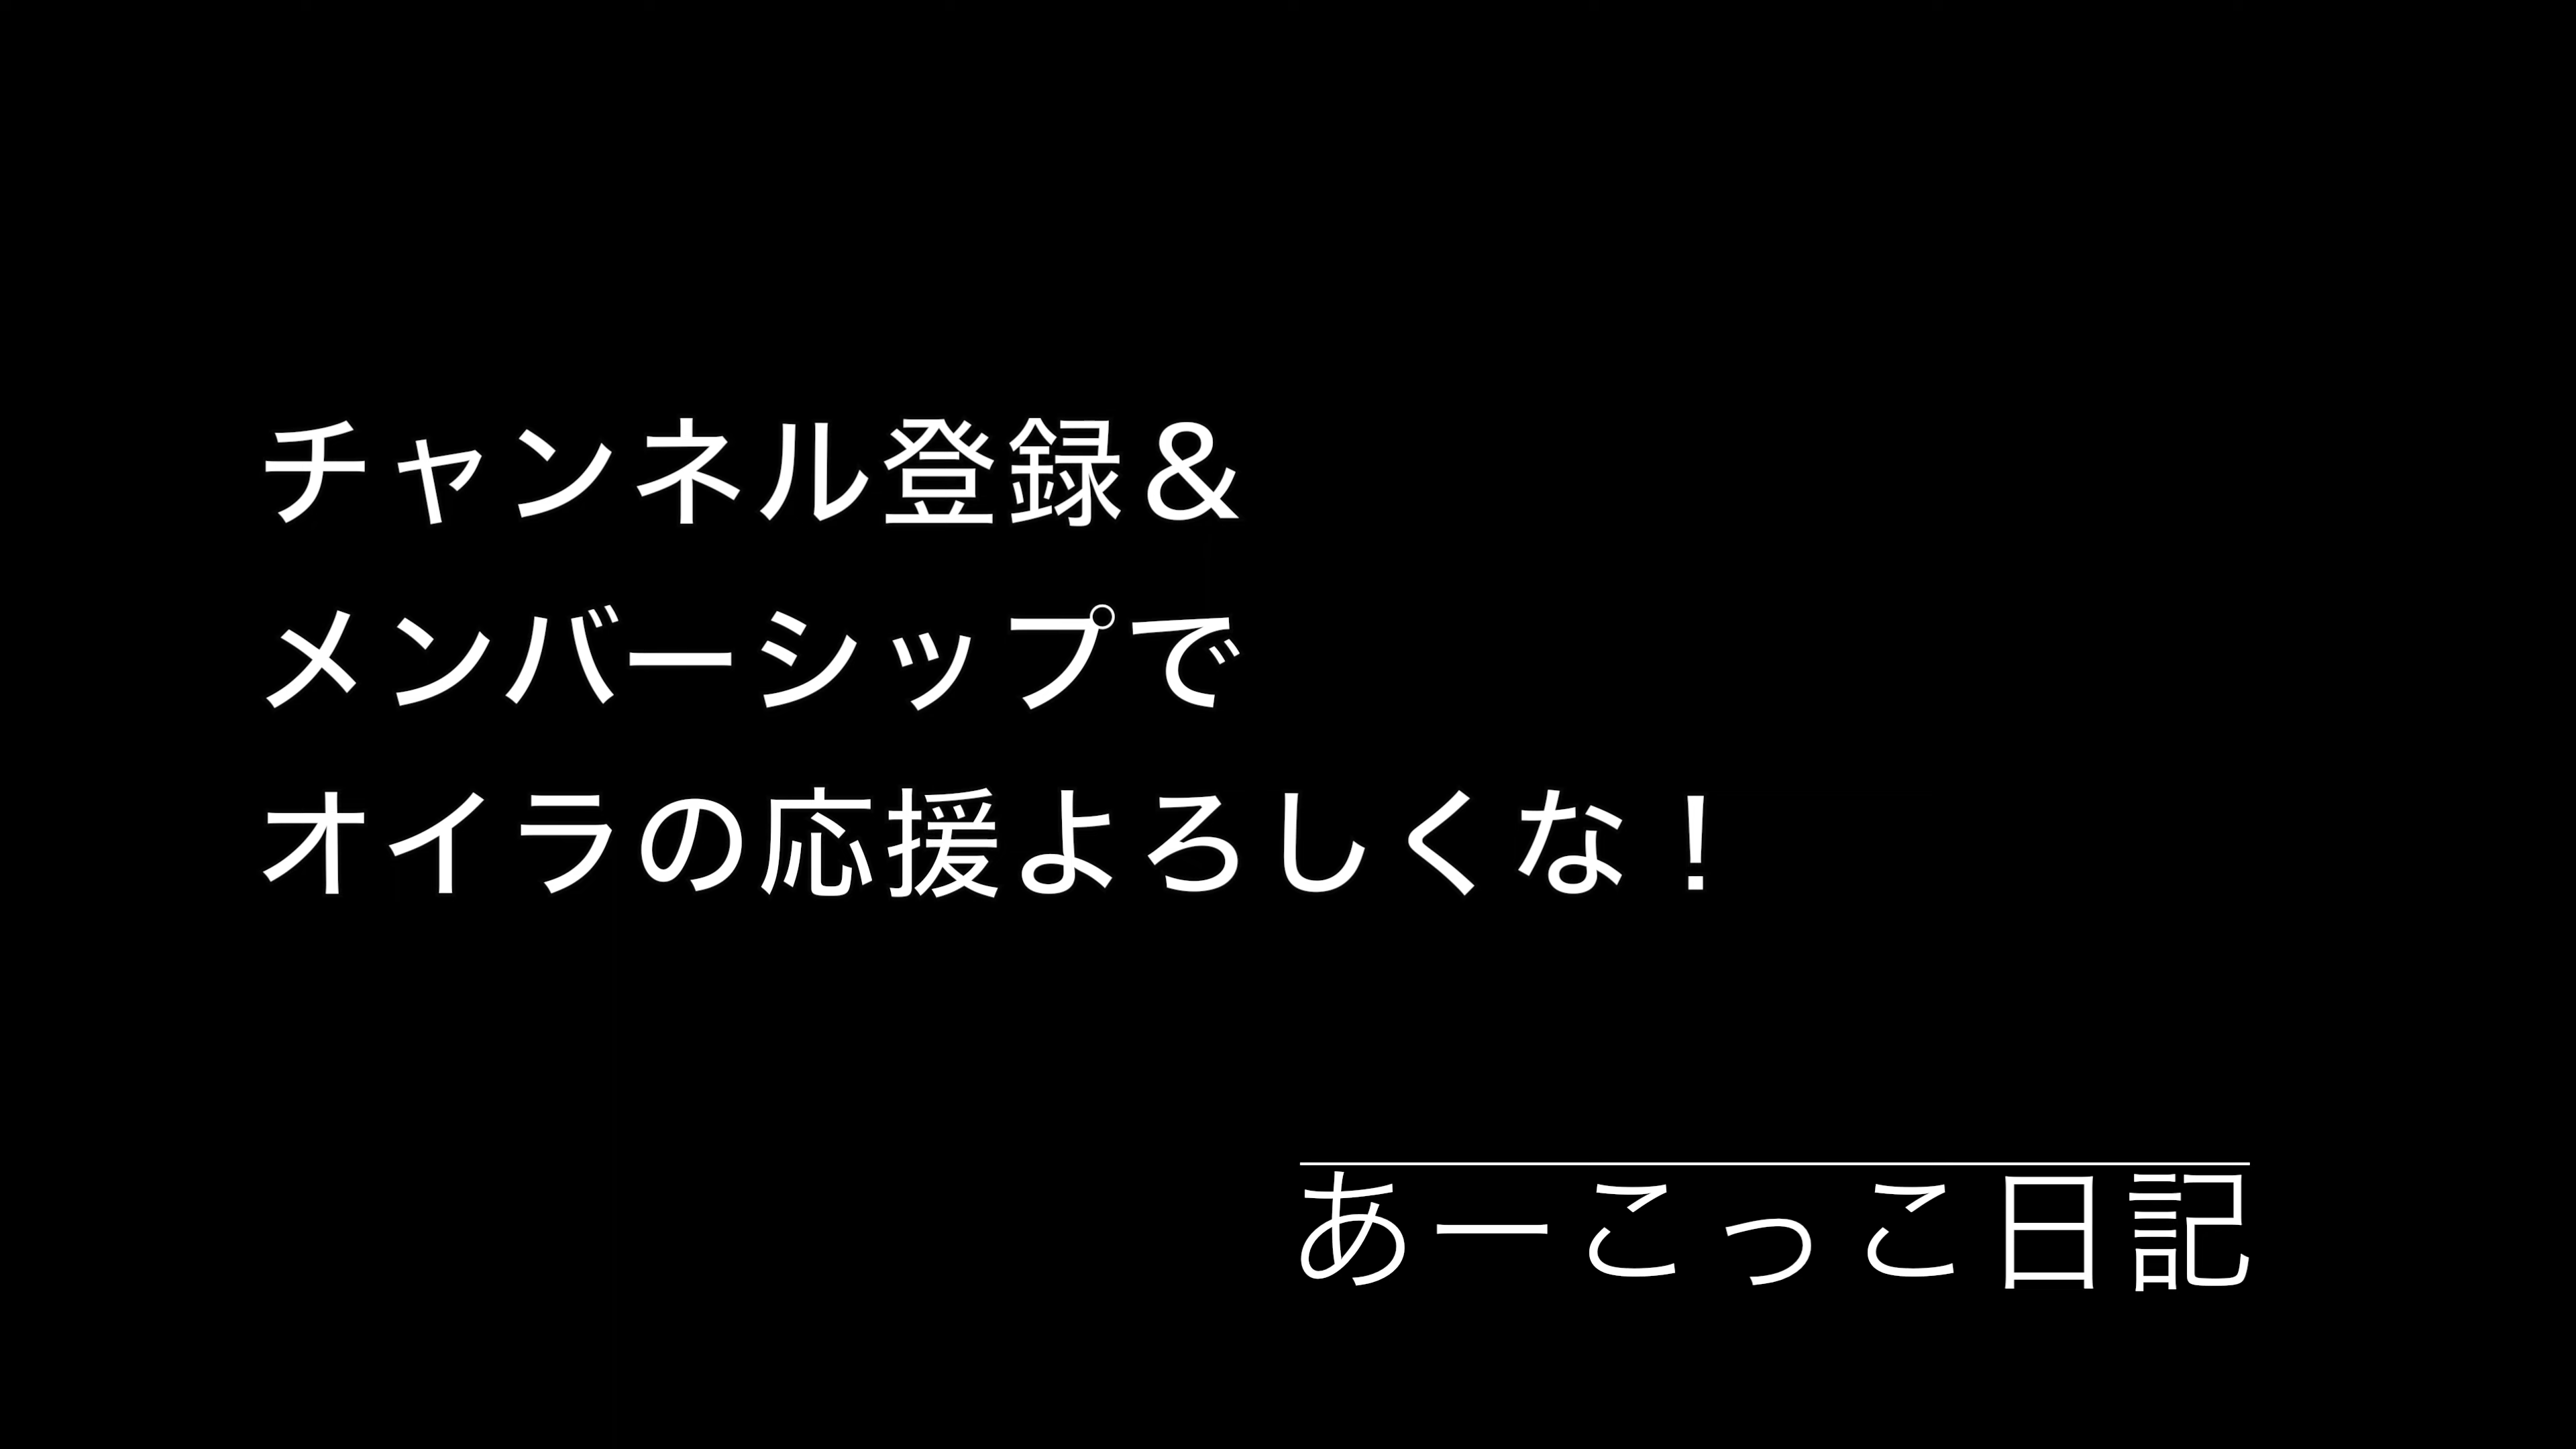 チャンネル登録＆
メンバーシップで
オイラの応援よろしくな！
あーこっこ日記